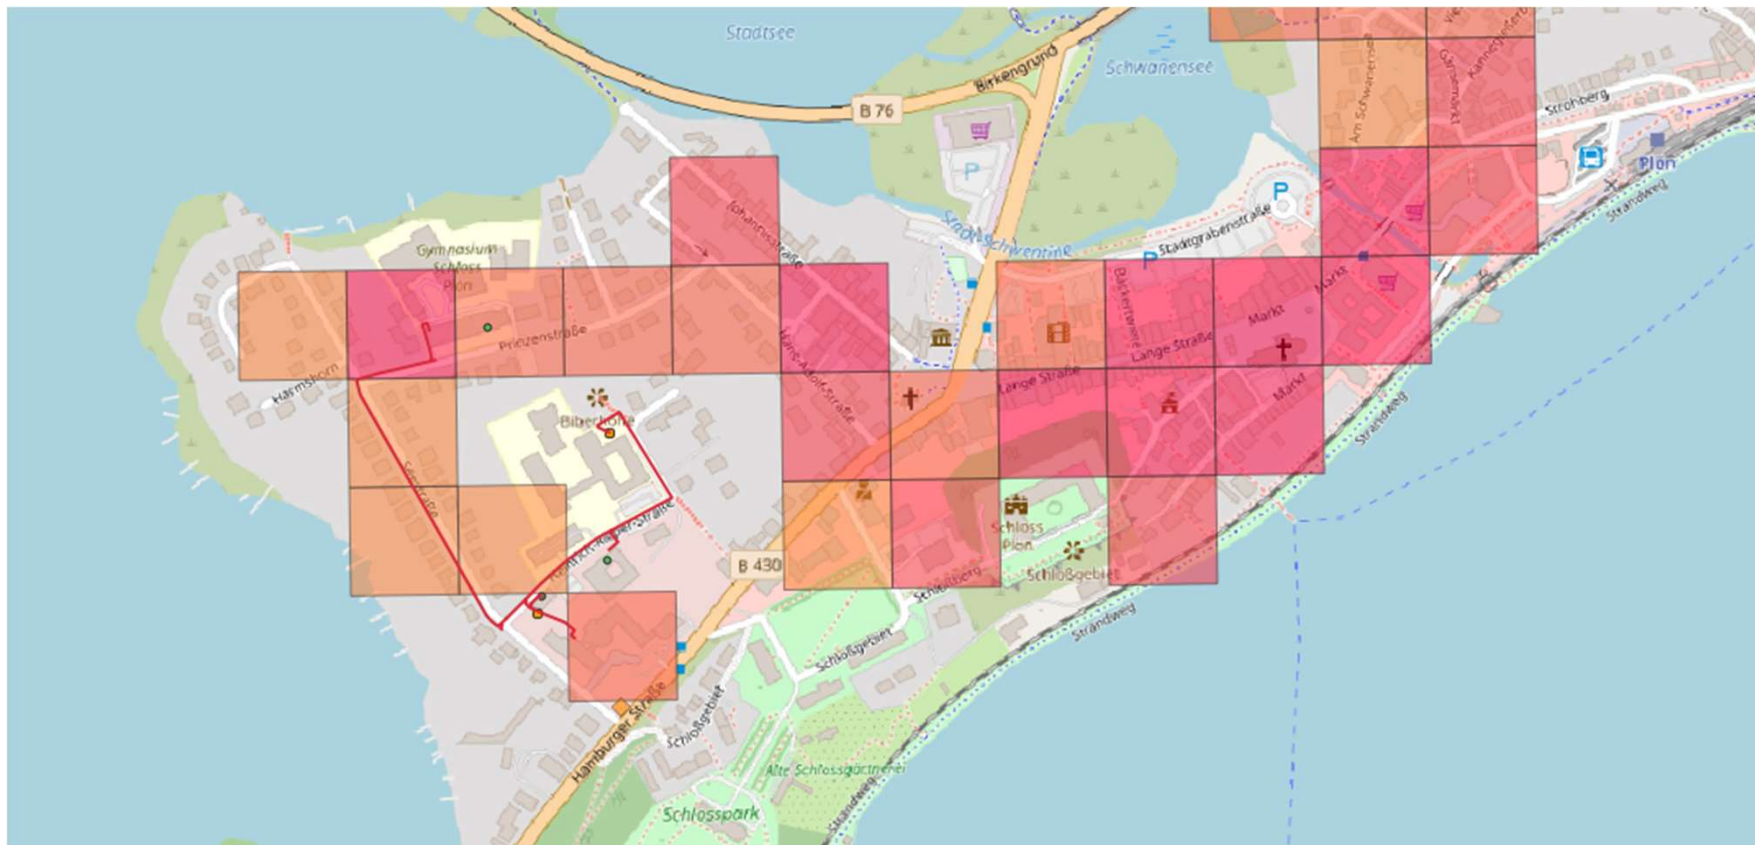 Stadtsee
Birkengrund
Schwanensee
B 76
Am Schwanensee
Gänsemarkt
Strohberg
Plön
Strandweg
P
P
Johannisstraße
Stadtgrabenstraße
Gymnasium
Schloss
Plön
P
Prinzenstraße
Markt
Markt
Lange Straße
Lange Straße
Hans-Adolf-Straße
Harmshorn
Markt
Biberhöhe
Strandweg
Seestraße
Schloss
Plön
B 430
Schloßberg
Schloßgebiet
Strandweg
Schloßgebiet
Schloßgebiet
Hamburger Straße
Alte Schlossgärtnerei
Schlosspark
Strandweg